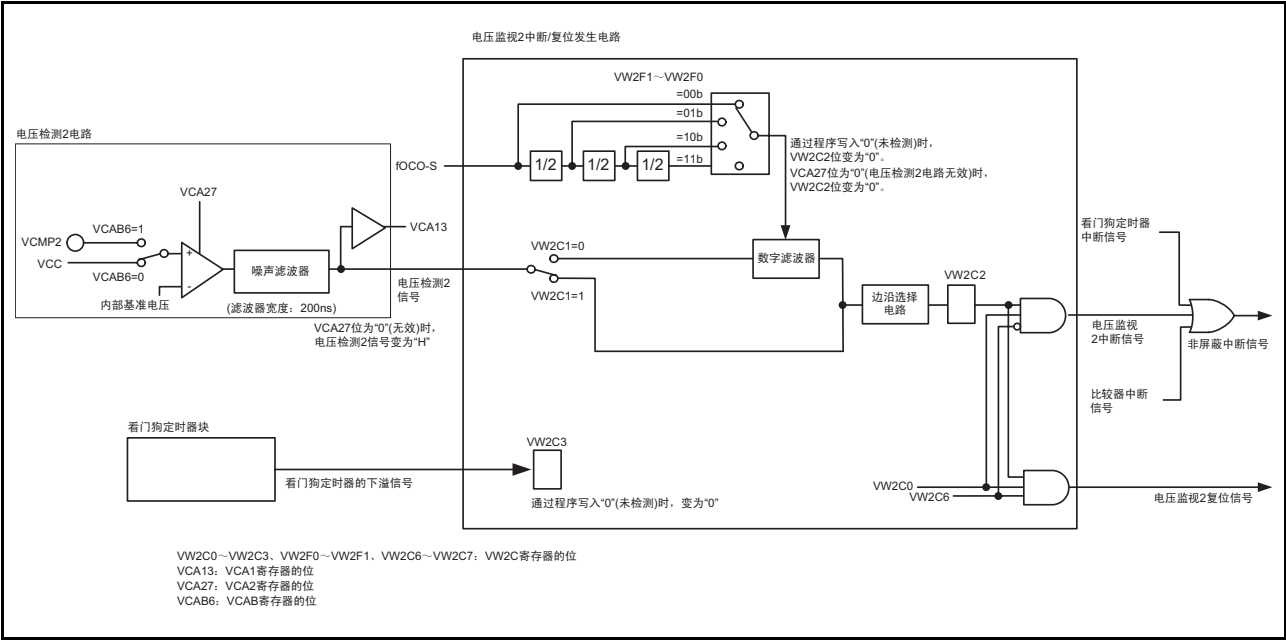 电压监视2中断/复位发生电路
VW2F1～VW2F0
=00b
=01b
=10b
=11b
电压检测2电路
fOCO-S
1/2
1/2
1/2
通过程序写入“0”(未检测)时，
VW2C2位变为“0”。
VCA27位为“0”(电压检测2电路无效)时，
VW2C2位变为“0”。
VCA27
VCA13
VCAB6=1
VCMP2
VCC
VCAB6=0
+
-
内部基准电压
噪声滤波器
(滤波器宽度：200ns)
电压检测2
信号
VCA27位为“0”(无效)时，
电压检测2信号变为“H”
VW2C1=0
VW2C1=1
数字滤波器
边沿选择
电路
VW2C2
看门狗定时器
中断信号
电压监视
2中断信号
非屏蔽中断信号
比较器中断
信号
看门狗定时器块
看门狗定时器的下溢信号
VW2C3
通过程序写入“0”(未检测)时，变为“0”
VW2C0
VW2C6
电压监视2复位信号
VW2C0～VW2C3、VW2F0～VW2F1、VW2C6～VW2C7：VW2C寄存器的位
VCA13：VCA1寄存器的位
VCA27：VCA2寄存器的位
VCAB6：VCAB寄存器的位